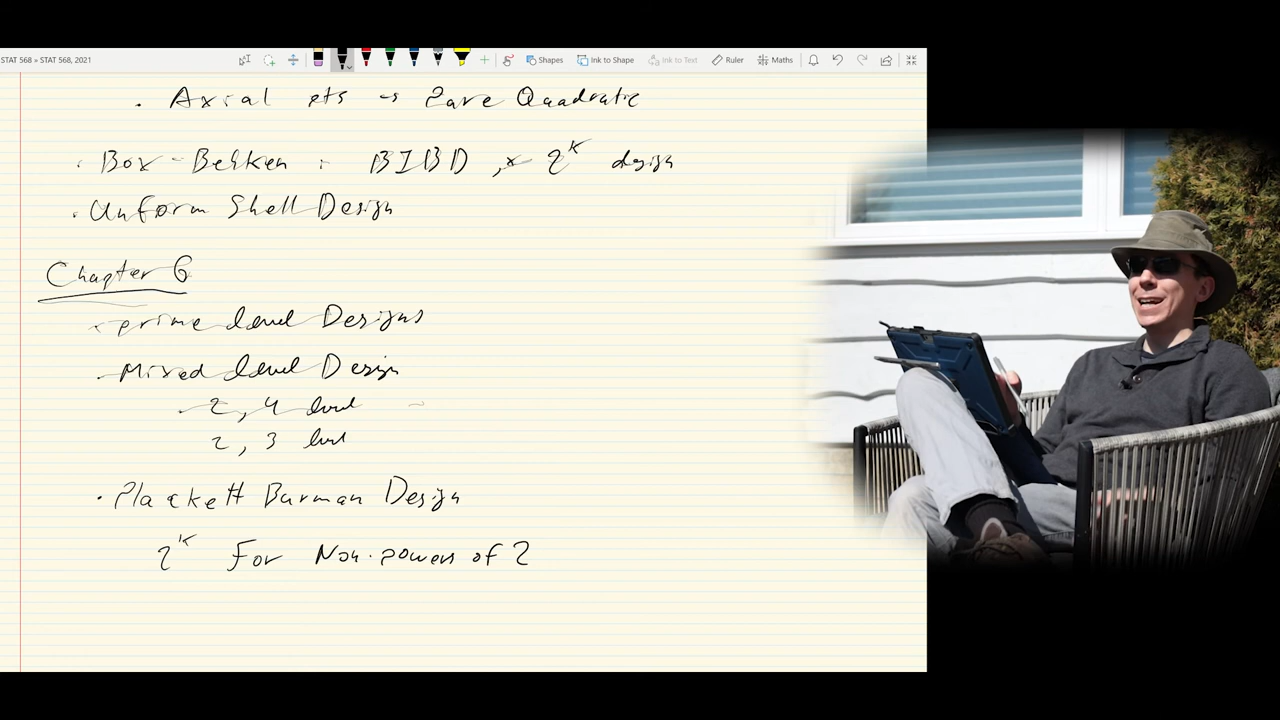 STAT 568 » STAT 568, 2021
Shapes Ink to Shape Ink to Text Ruler Maths
· Axial pts → Pure Quadratic
· Box-Behken : BIBD, × 2^k design
· Uniform Shell Design
Chapter 6
· prime level Designs
· Mixed level Design
- 2, 4 level
2, 3 level
· Plackett Burman Design
2^k For Non-powers of 2